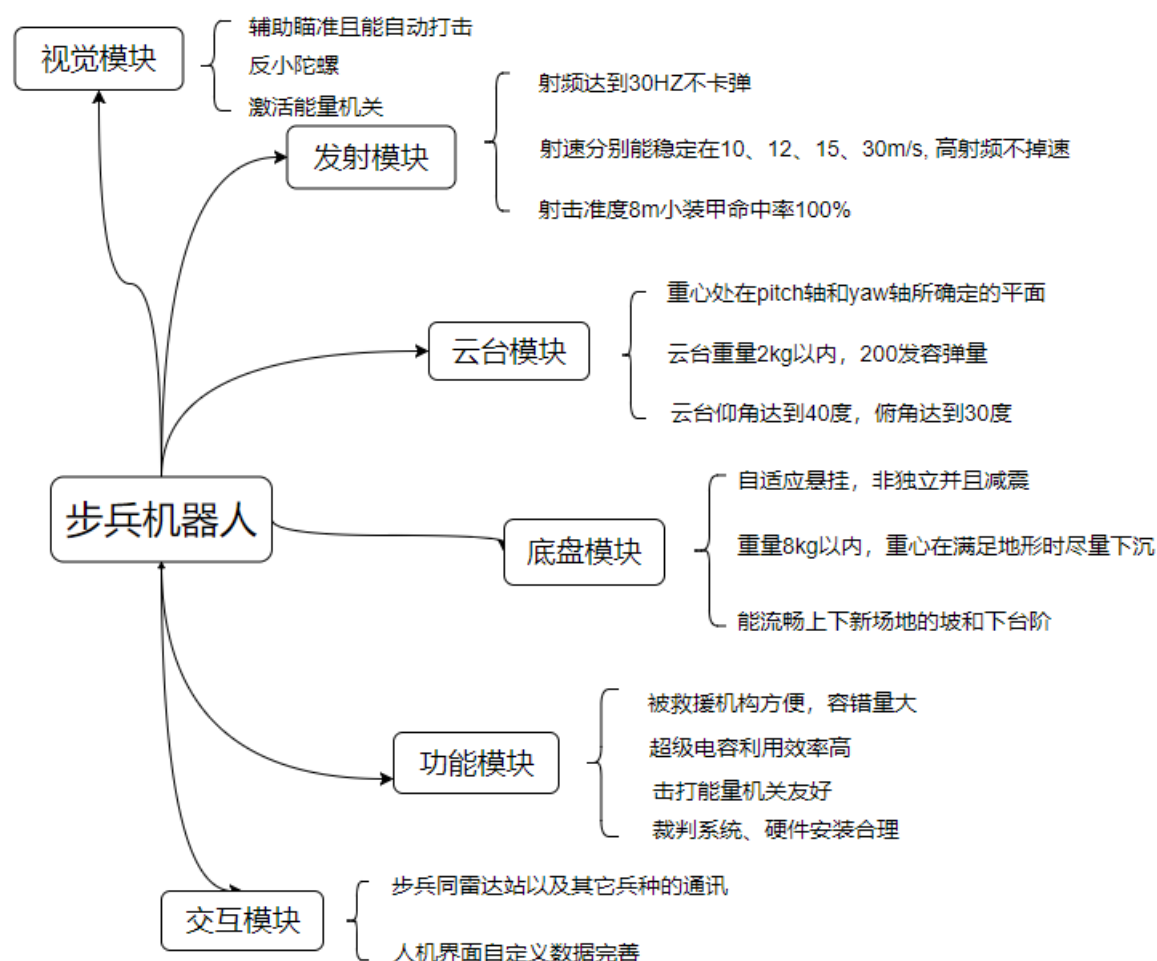 视觉模块
辅助瞄准且能自动打击
反小陀螺
激活能量机关
发射模块
射频达到30HZ不卡弹
射速分别能稳定在10、12、15、30m/s, 高射频不掉速
射击准度8m小装甲命中率100%
云台模块
重心处在pitch轴和yaw轴所确定的平面
云台重量2kg以内，200发容弹量
云台仰角达到40度，俯角达到30度
步兵机器人
底盘模块
自适应悬挂，非独立并且减震
重量8kg以内，重心在满足地形时尽量下沉
能流畅上下新场地的坡和下台阶
功能模块
被救援机构方便，容错量大
超级电容利用效率高
击打能量机关友好
裁判系统、硬件安装合理
交互模块
步兵同雷达站以及其它兵种的通讯
人机界面自定义数据完善